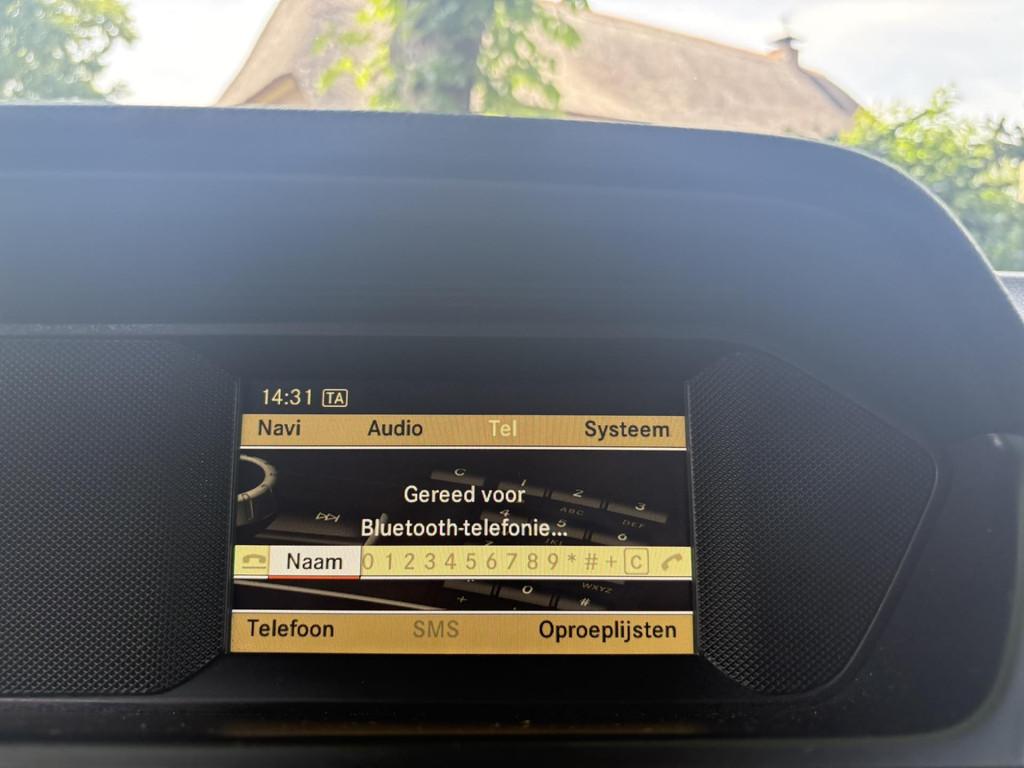 14:31 TA
Navi Audio Tel Systeem
Gereed voor
Bluetooth-telefonie...
Naam 0 1 2 3 4 5 6 7 8 9 * # + C
Telefoon SMS Oproeplijsten